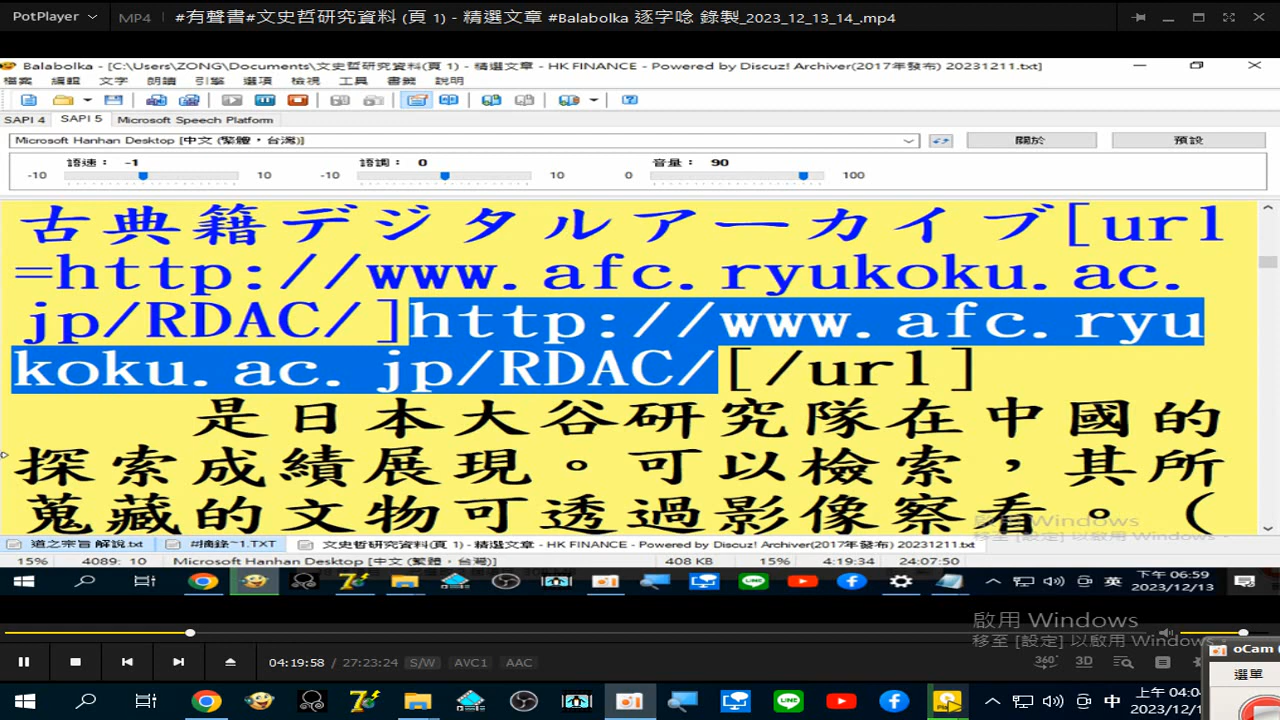 PotPlayer MP4 #有聲書#文史哲研究資料 (頁 1) - 精選文章 #Balabolka 逐字唸 錄製_2023_12_13_14_.mp4
Balabolka - [C:\Users\ZONG\Documents\文史哲研究資料(頁 1) - 精選文章 - HK FINANCE - Powered by Discuz! Archiver(2017年發布) 20231211.txt]
檔案 編輯 文字 朗讀 引擎 選項 檢視 工具 書籤 說明
SAPI 4 SAPI 5 Microsoft Speech Platform
Microsoft Hanhan Desktop [中文 (繁體，台灣)] 關於 預設
語速： -1 語調： 0 音量： 90
-10 10 -10 10 0 100
古典籍デジタルアーカイブ[url
=http://www.afc.ryukoku.ac.
jp/RDAC/]http://www.afc.ryu
koku.ac.jp/RDAC/[/url]
是日本大谷研究隊在中國的
探索成績展現。可以檢索，其所
蒐藏的文物可透過影像察看。（
啟用 Windows
移至 [設定] 以啟用 Windows。
道之宗旨 解說.txt #摘錄~1.TXT 文史哲研究資料(頁 1) - 精選文章 - HK FINANCE - Powered by Discuz! Archiver(2017年發布) 20231211.txt
15% 4089: 10 Microsoft Hanhan Desktop [中文 (繁體，台灣)] 408 KB 15% 4:19:34 24:07:50
英 下午 06:59
2023/12/13
啟用 Windows
移至 [設定] 以啟用 Windows。
04:19:58 / 27:23:24 S/W AVC1 AAC 360° 3D
oCam
選單
中 上午 04:0
2023/12/1